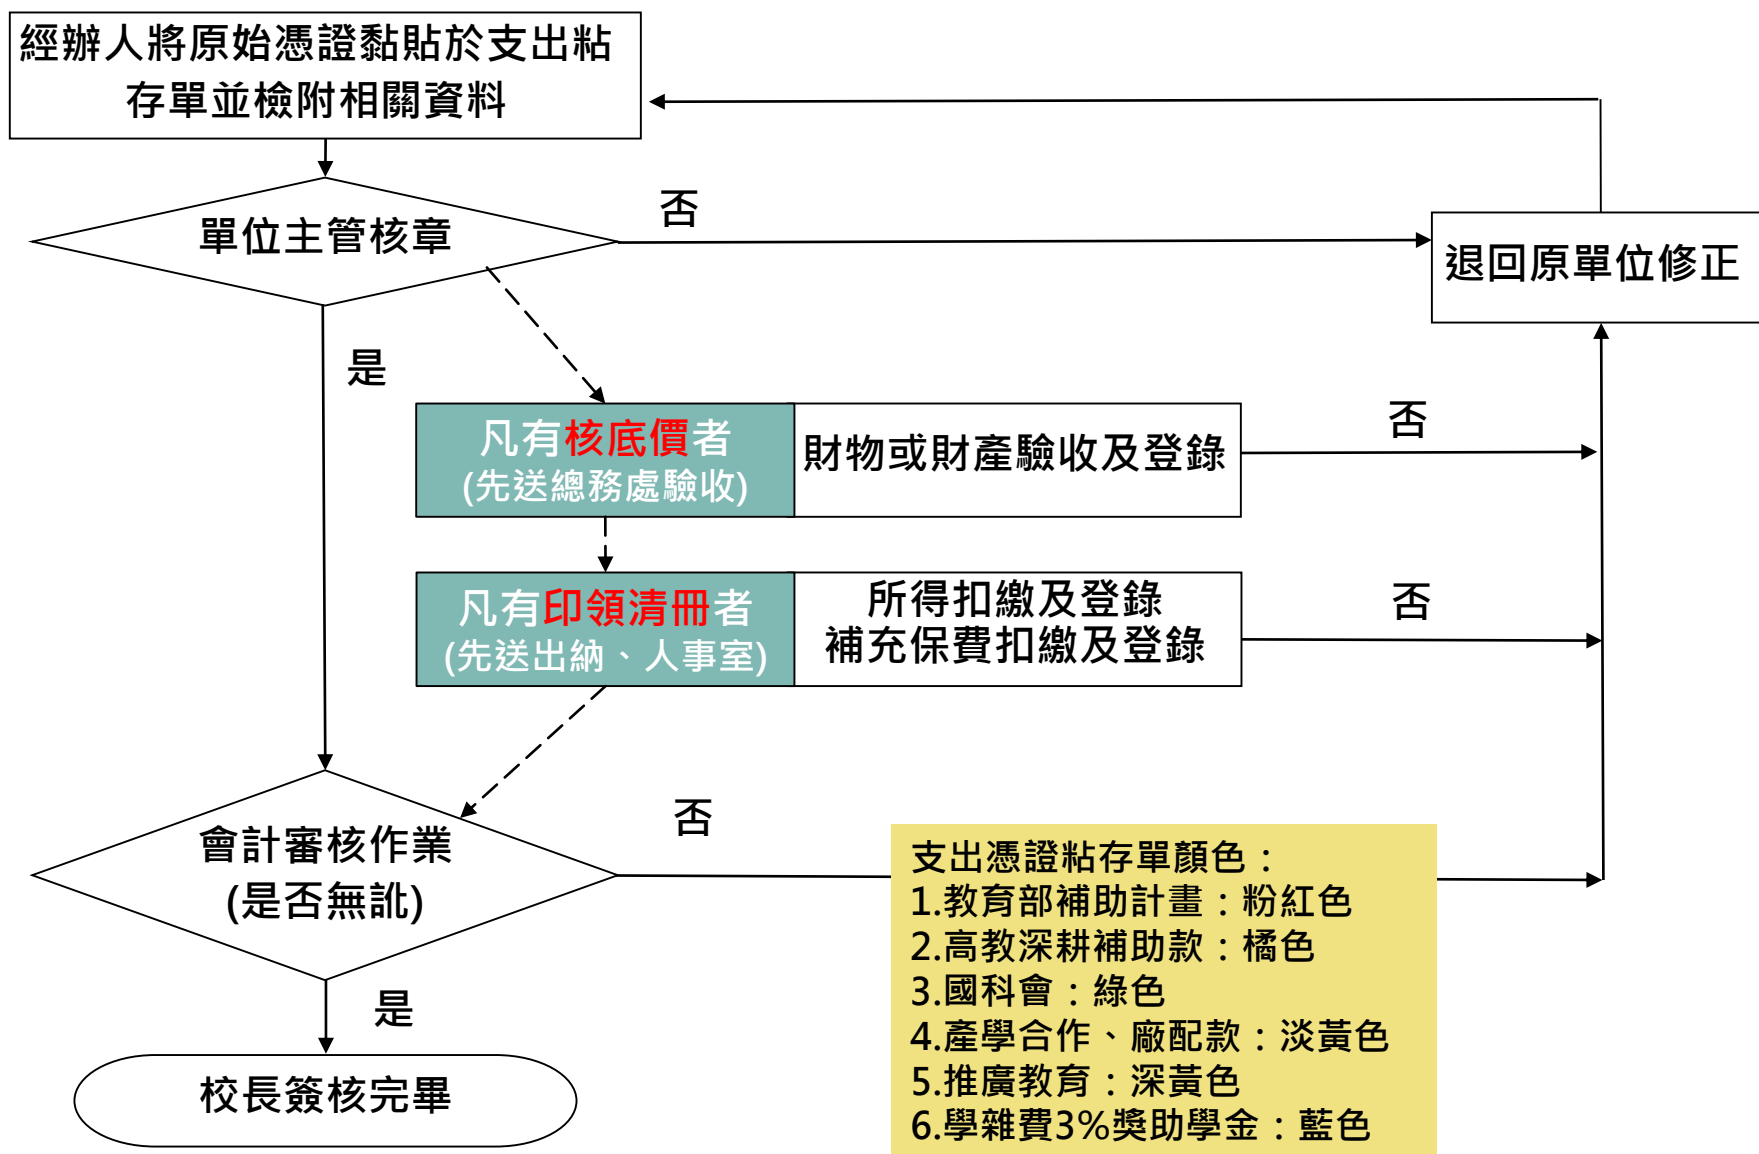 經辦人將原始憑證黏貼於支出粘
存單並檢附相關資料
單位主管核章
否
退回原單位修正
是
凡有核底價者
(先送總務處驗收)
財物或財產驗收及登錄
否
凡有印領清冊者
(先送出納、人事室)
所得扣繳及登錄
補充保費扣繳及登錄
否
會計審核作業
(是否無訛)
否
是
校長簽核完畢
支出憑證粘存單顏色：
1.教育部補助計畫：粉紅色
2.高教深耕補助款：橘色
3.國科會：綠色
4.產學合作、廠配款：淡黃色
5.推廣教育：深黃色
6.學雜費3%獎助學金：藍色